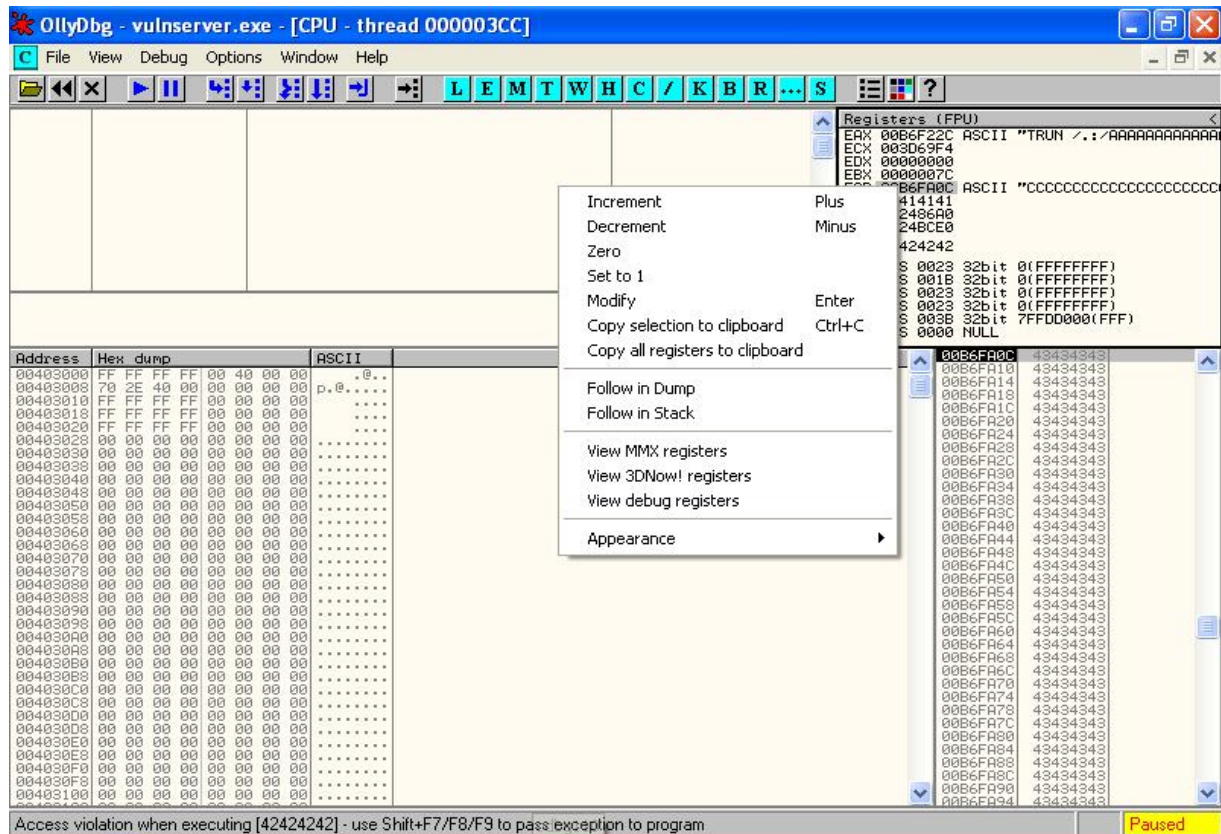 OllyDbg - vulnserver.exe - [CPU - thread 000003CC]
C File View Debug Options Window Help
L E M T W H C / K B R ... S ?
Registers (FPU) <
EAX 00B6F22C ASCII "TRUN /.:/AAAAAAAAAAAAA
ECX 003D69F4
EDX 00000000
EBX 0000007C
B6FA0C ASCII "CCCCCCCCCCCCCCCCCCCCCC
414141
2486A0
24BCE0
424242
S 0023 32bit 0(FFFFFFFF)
S 001B 32bit 0(FFFFFFFF)
S 0023 32bit 0(FFFFFFFF)
S 0023 32bit 0(FFFFFFFF)
S 003B 32bit 7FFDD000(FFF)
S 0000 NULL
Increment Plus
Decrement Minus
Zero
Set to 1
Modify Enter
Copy selection to clipboard Ctrl+C
Copy all registers to clipboard
Follow in Dump
Follow in Stack
View MMX registers
View 3DNow! registers
View debug registers
Appearance
Address Hex dump ASCII
00403000 FF FF FF FF 00 40 00 00 .@..
00403008 70 2E 40 00 00 00 00 00 p.@.....
00403010 FF FF FF FF 00 00 00 00 ....
00403018 FF FF FF FF 00 00 00 00 ....
00403020 FF FF FF FF 00 00 00 00 ....
00403028 00 00 00 00 00 00 00 00 ........
00403030 00 00 00 00 00 00 00 00 ........
00403038 00 00 00 00 00 00 00 00 ........
00403040 00 00 00 00 00 00 00 00 ........
00403048 00 00 00 00 00 00 00 00 ........
00403050 00 00 00 00 00 00 00 00 ........
00403058 00 00 00 00 00 00 00 00 ........
00403060 00 00 00 00 00 00 00 00 ........
00403068 00 00 00 00 00 00 00 00 ........
00403070 00 00 00 00 00 00 00 00 ........
00403078 00 00 00 00 00 00 00 00 ........
00403080 00 00 00 00 00 00 00 00 ........
00403088 00 00 00 00 00 00 00 00 ........
00403090 00 00 00 00 00 00 00 00 ........
00403098 00 00 00 00 00 00 00 00 ........
004030A0 00 00 00 00 00 00 00 00 ........
004030A8 00 00 00 00 00 00 00 00 ........
004030B0 00 00 00 00 00 00 00 00 ........
004030B8 00 00 00 00 00 00 00 00 ........
004030C0 00 00 00 00 00 00 00 00 ........
004030C8 00 00 00 00 00 00 00 00 ........
004030D0 00 00 00 00 00 00 00 00 ........
004030D8 00 00 00 00 00 00 00 00 ........
004030E0 00 00 00 00 00 00 00 00 ........
004030E8 00 00 00 00 00 00 00 00 ........
004030F0 00 00 00 00 00 00 00 00 ........
004030F8 00 00 00 00 00 00 00 00 ........
00403100 00 00 00 00 00 00 00 00 ........
00B6FA0C 43434343
00B6FA10 43434343
00B6FA14 43434343
00B6FA18 43434343
00B6FA1C 43434343
00B6FA20 43434343
00B6FA24 43434343
00B6FA28 43434343
00B6FA2C 43434343
00B6FA30 43434343
00B6FA34 43434343
00B6FA38 43434343
00B6FA3C 43434343
00B6FA40 43434343
00B6FA44 43434343
00B6FA48 43434343
00B6FA4C 43434343
00B6FA50 43434343
00B6FA54 43434343
00B6FA58 43434343
00B6FA5C 43434343
00B6FA60 43434343
00B6FA64 43434343
00B6FA68 43434343
00B6FA6C 43434343
00B6FA70 43434343
00B6FA74 43434343
00B6FA78 43434343
00B6FA7C 43434343
00B6FA80 43434343
00B6FA84 43434343
00B6FA88 43434343
00B6FA8C 43434343
00B6FA90 43434343
00B6FA94 43434343
Access violation when executing [42424242] - use Shift+F7/F8/F9 to pass exception to program Paused